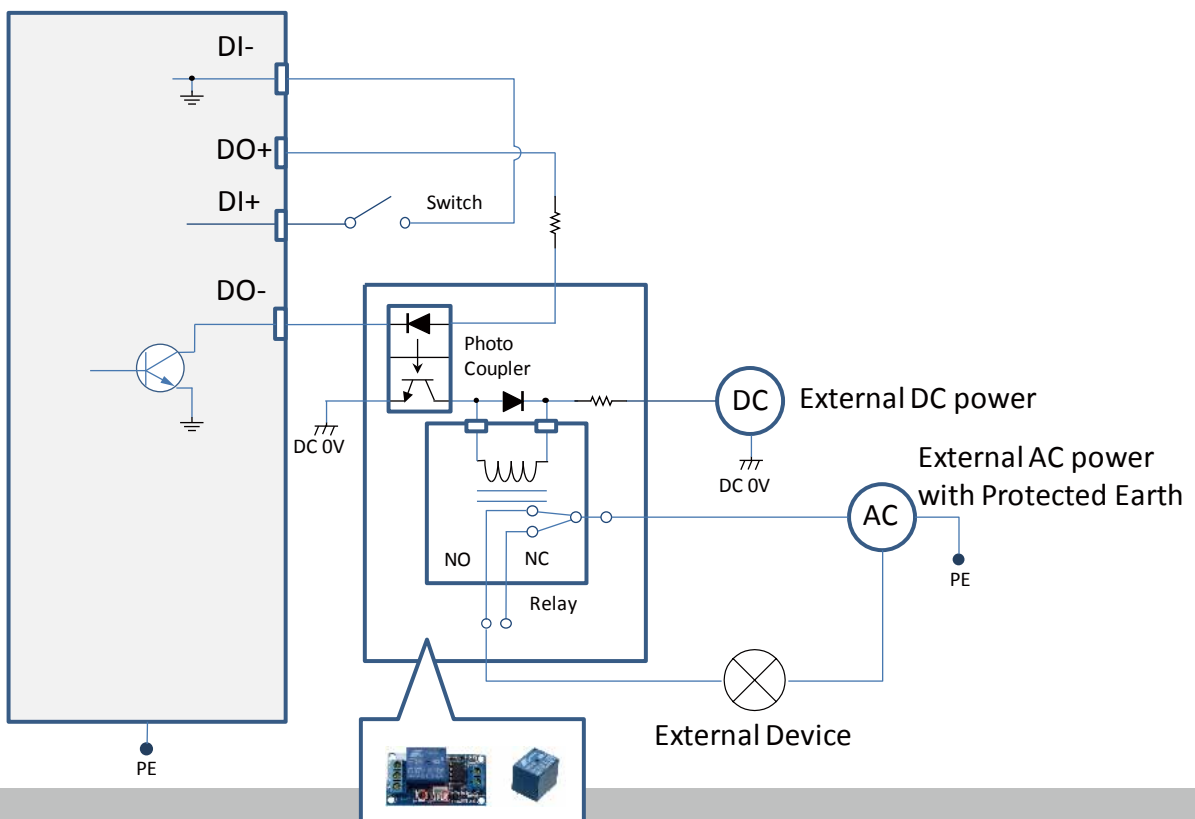 DI-
DO+
DI+
Switch
DO-
Photo
Coupler
DC 0V
DC
External DC power
DC 0V
External AC power
with Protected Earth
AC
PE
NO
NC
Relay
External Device
PE